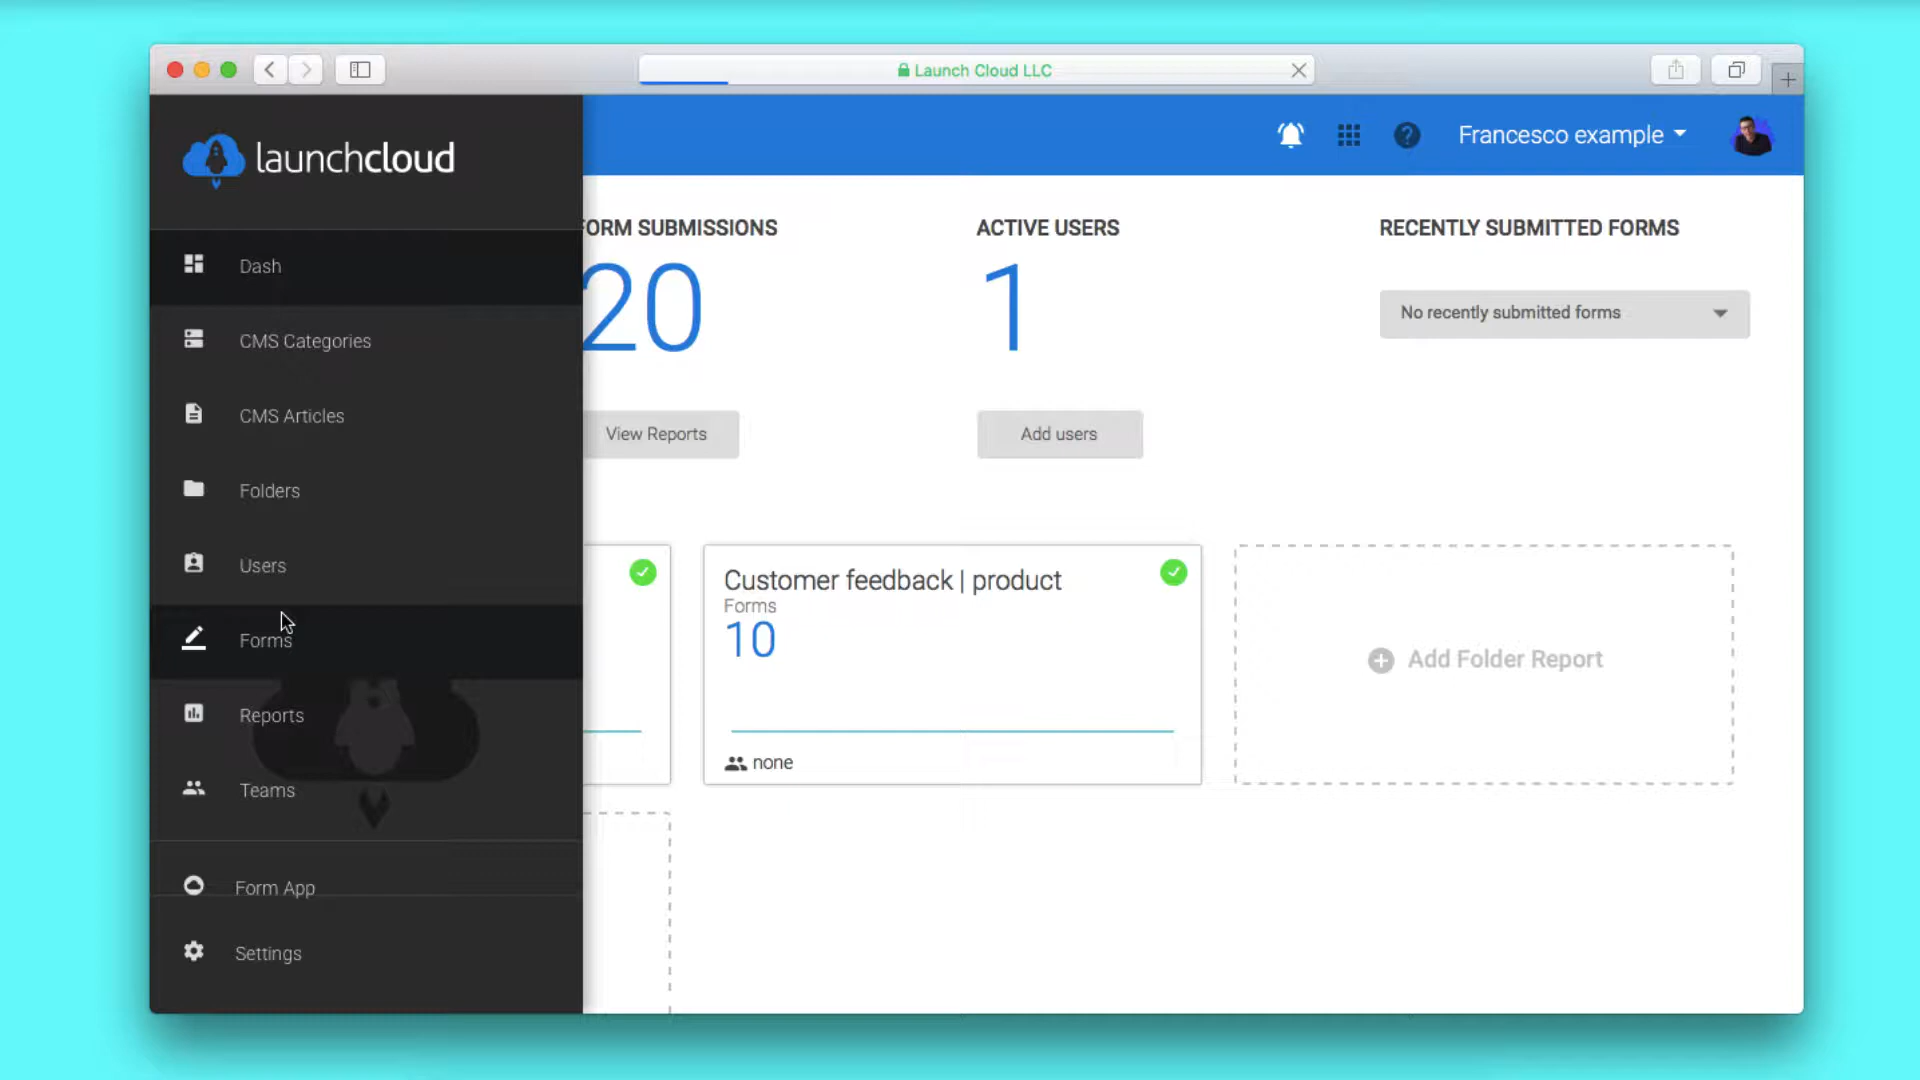 Launch Cloud LLC
launchcloud
Francesco example
Dash
CMS Categories
CMS Articles
Folders
Users
Forms
Reports
Teams
Form App
Settings
FORM SUBMISSIONS
20
View Reports
ACTIVE USERS
1
Add users
RECENTLY SUBMITTED FORMS
No recently submitted forms
Customer feedback | product
Forms
10
none
Add Folder Report